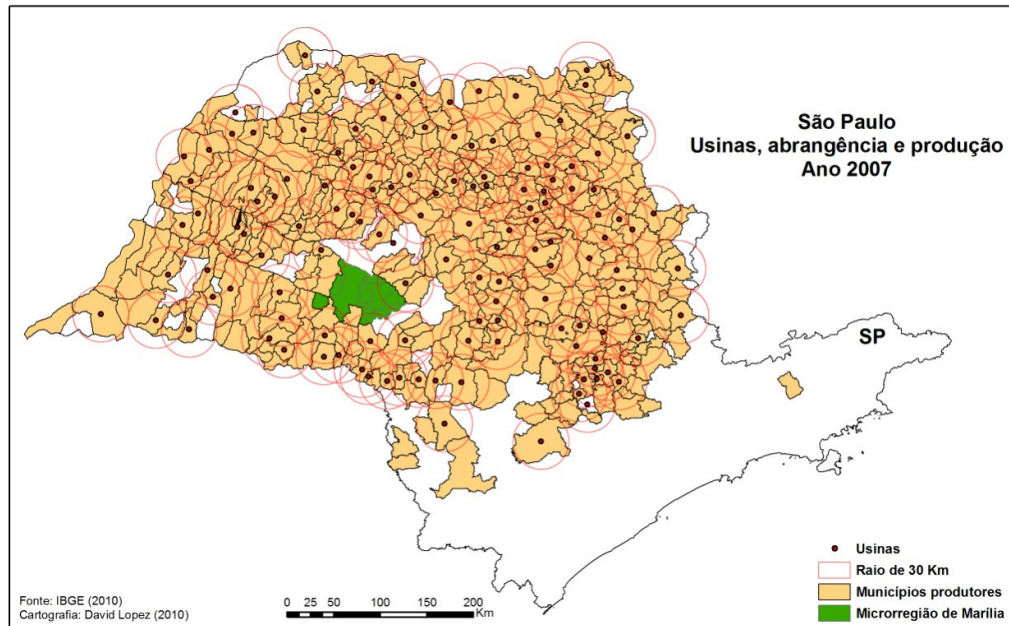 São Paulo
Usinas, abrangência e produção
Ano 2007
N
SP
Usinas
Raio de 30 Km
Municípios produtores
Microrregião de Marília
Fonte: IBGE (2010)
Cartografia: David Lopez (2010)
0 25 50 100 150 200
Km